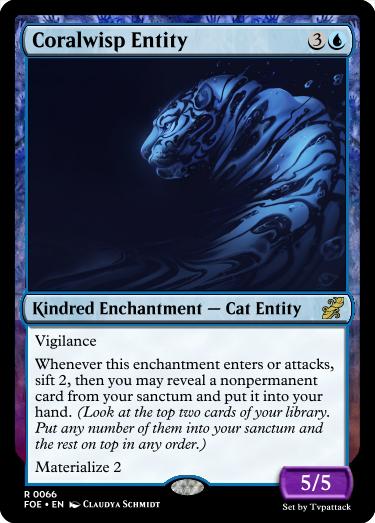 Coralwisp Entity 3
Kindred Enchantment — Cat Entity
Vigilance
Whenever this enchantment enters or attacks,
sift 2, then you may reveal a nonpermanent
card from your sanctum and put it into your
hand. (Look at the top two cards of your library.
Put any number of them into your sanctum and
the rest on top in any order.)
Materialize 2
5/5
R 0066
FOE • EN Claudya Schmidt
Set by Tvpattack